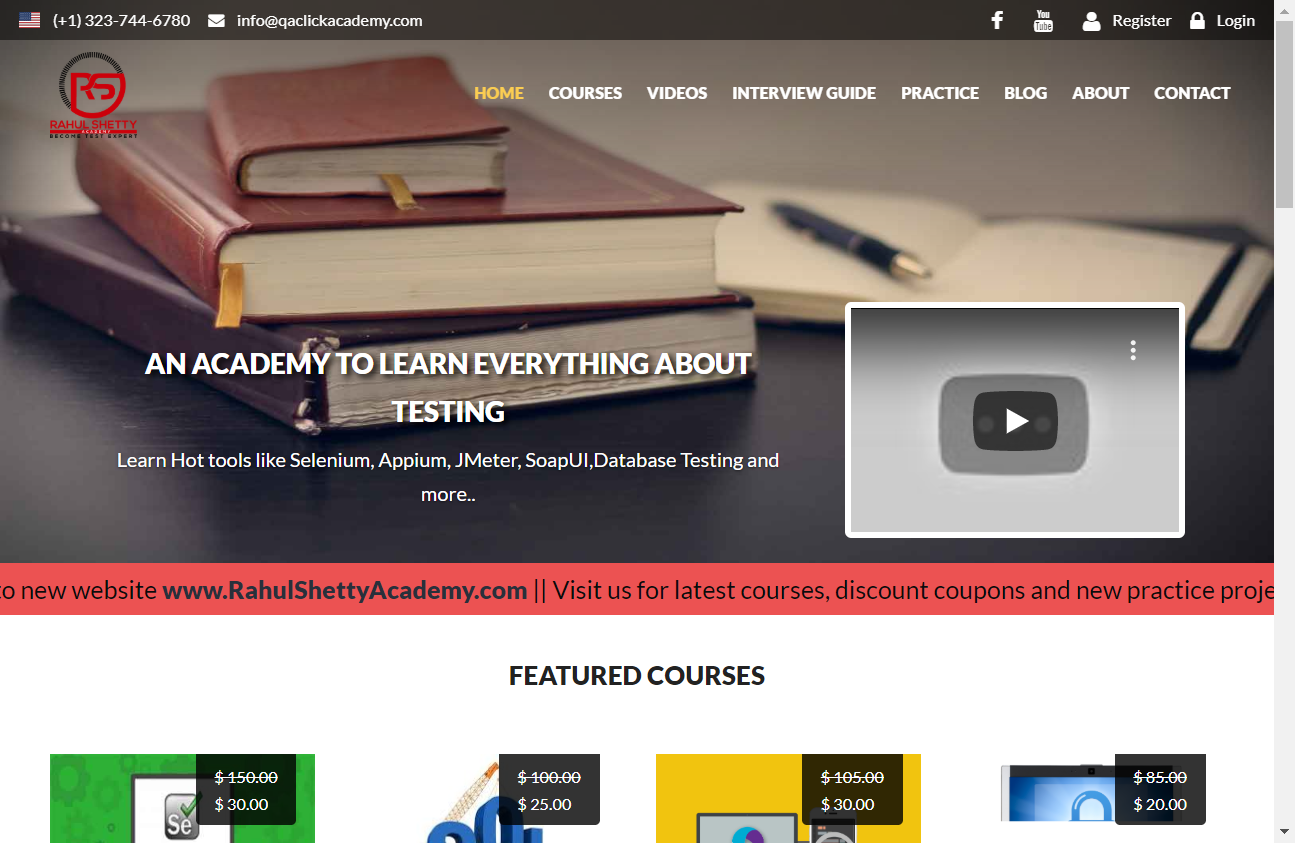 (+1) 323-744-6780 info@qaclickacademy.com
You
Tube
Register Login
RS
RAHUL SHETTY
ACADEMY
BECOME TEST EXPERT
HOME COURSES VIDEOS INTERVIEW GUIDE PRACTICE BLOG ABOUT CONTACT
AN ACADEMY TO LEARN EVERYTHING ABOUT
TESTING
Learn Hot tools like Selenium, Appium, JMeter, SoapUI,Database Testing and
more..
to new website www.RahulShettyAcademy.com || Visit us for latest courses, discount coupons and new practice proje
FEATURED COURSES
$ 150.00
$ 30.00
Se
$ 100.00
$ 25.00
$ 105.00
$ 30.00
$ 85.00
$ 20.00